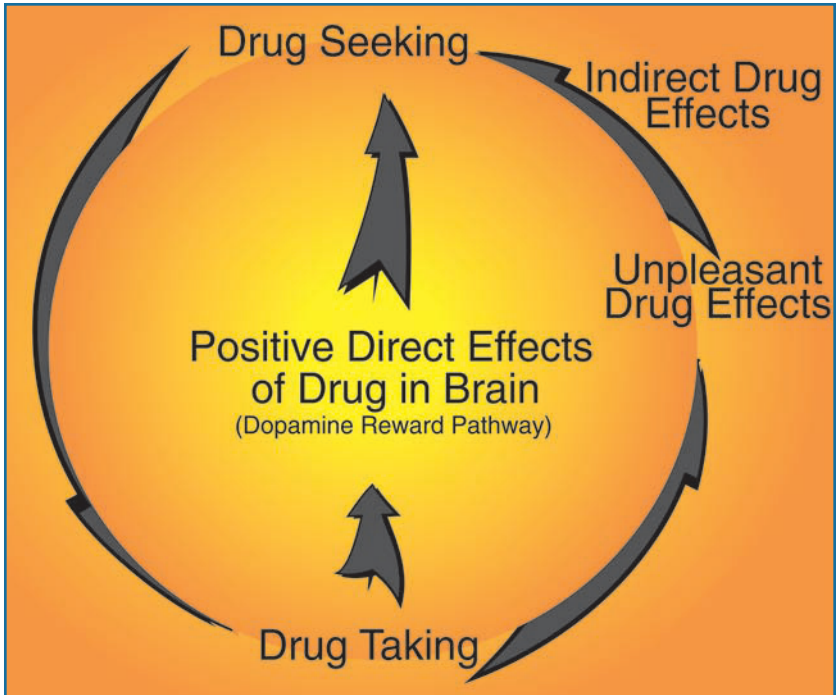 Drug Seeking
Indirect Drug
Effects
Unpleasant
Drug Effects
Positive Direct Effects
of Drug in Brain
(Dopamine Reward Pathway)
Drug Taking